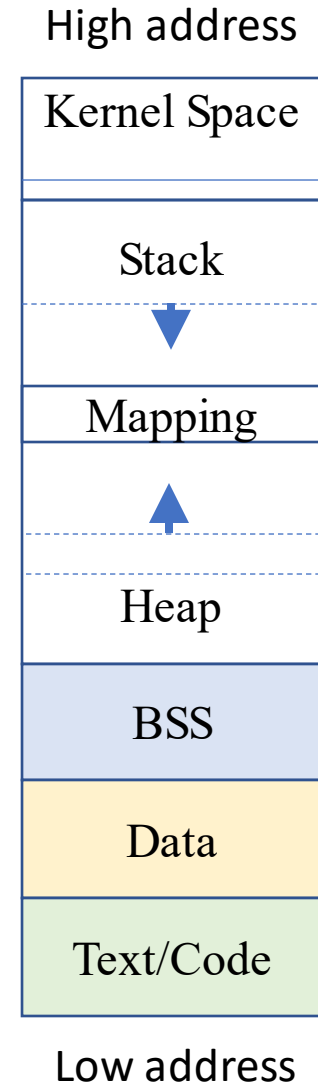 High address
Kernel Space
Stack
Mapping
Heap
BSS
Data
Text/Code
Low address